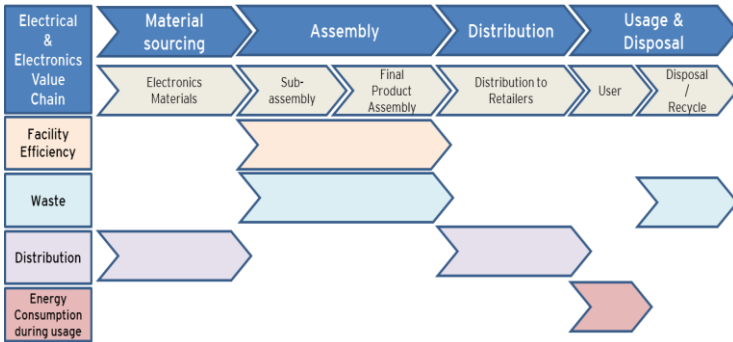 Electrical
&
Electronics
Value
Chain
Material
sourcing
Assembly
Distribution
Usage &
Disposal
Electronics
Materials
Sub-
assembly
Final
Product
Assembly
Distribution to
Retailers
User
Disposal
/
Recycle
Facility
Efficiency
Waste
Distribution
Energy
Consumption
during usage